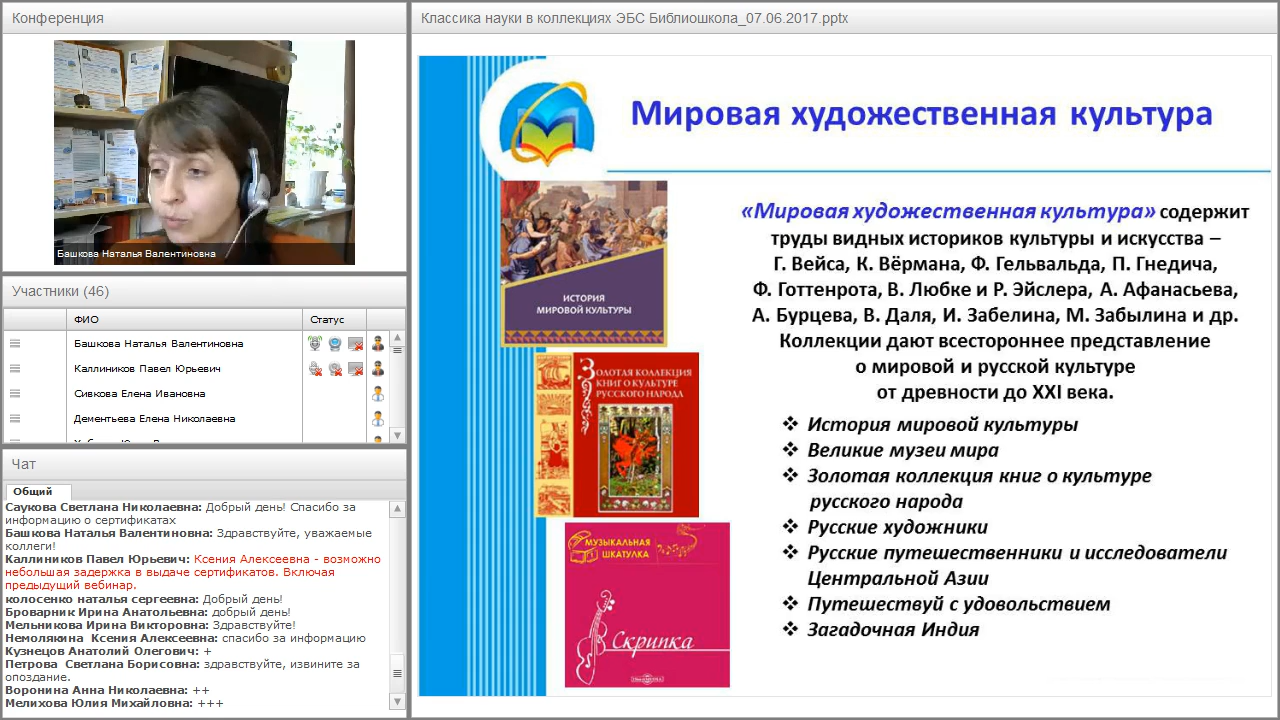 Конференция
Башкова Наталья Валентиновна
Участники (46)
ФИО
Статус
Башкова Наталья Валентиновна
Каллиников Павел Юрьевич
Сивкова Елена Ивановна
Дементьева Елена Николаевна
Чат
Общий
Саукова Светлана Николаевна: Добрый день! Спасибо за
информацию о сертификатах
Башкова Наталья Валентиновна: Здравствуйте, уважаемые
коллеги!
Каллиников Павел Юрьевич: Ксения Алексеевна - возможно
небольшая задержка в выдаче сертификатов. Включая
предыдущий вебинар.
колосенко наталья сергеевна: Добрый день!
Броварник Ирина Анатольевна: добрый день!
Мельникова Ирина Викторовна: Здравствуйте!
Немолякина Ксения Алексеевна: спасибо за информацию
Кузнецов Анатолий Олегович: +
Петрова Светлана Борисовна: здравствуйте, извините за
опоздание.
Воронина Анна Николаевна: ++
Мелихова Юлия Михайловна: +++
Классика науки в коллекциях ЭБС Библиошкола_07.06.2017.pptx
Мировая художественная культура
ИСТОРИЯ
МИРОВОЙ КУЛЬТУРЫ
ЗОЛОТАЯ КОЛЛЕКЦИЯ
КНИГ О КУЛЬТУРЕ
РУССКОГО НАРОДА
МУЗЫКАЛЬНАЯ
ШКАТУЛКА
Скрипка
«Мировая художественная культура» содержит
труды видных историков культуры и искусства –
Г. Вейса, К. Вёрмана, Ф. Гельвальда, П. Гнедича,
Ф. Готтенрота, В. Любке и Р. Эйслера, А. Афанасьева,
А. Бурцева, В. Даля, И. Забелина, М. Забылина и др.
Коллекции дают всестороннее представление
о мировой и русской культуре
от древности до XXI века.
❖ История мировой культуры
❖ Великие музеи мира
❖ Золотая коллекция книг о культуре
русского народа
❖ Русские художники
❖ Русские путешественники и исследователи
Центральной Азии
❖ Путешествуй с удовольствием
❖ Загадочная Индия